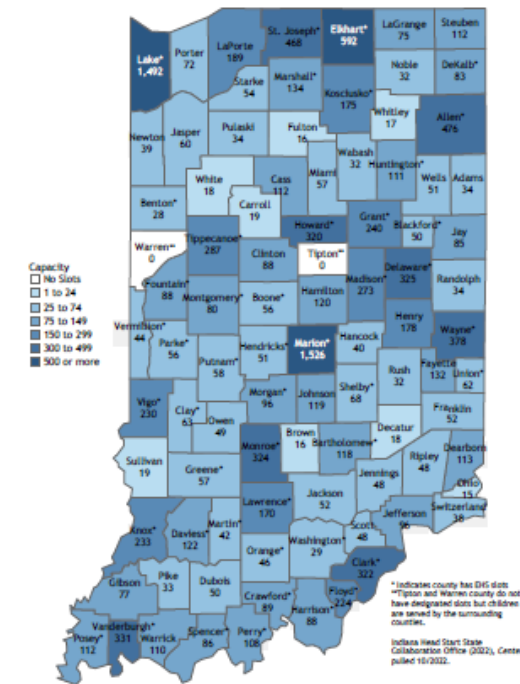 Lake*
1,492
Porter
72
LaPorte
189
St. Joseph*
468
Elkhart*
592
LaGrange
75
Steuben
112
Noble
32
DeKalb*
83
Starke
54
Marshall*
134
Kosciusko*
175
Whitley
17
Allen*
476
Newton
39
Jasper
60
Pulaski
34
Fulton
16
Miami
57
Wabash
32
Huntington*
111
Wells
51
Adams
34
White
18
Cass
112
Carroll
19
Benton*
28
Warren**
0
Tippecanoe*
287
Clinton
88
Howard*
320
Tipton**
0
Grant*
240
Blackford*
50
Jay
85
Fountain*
88
Montgomery*
80
Boone*
56
Hamilton
120
Madison*
273
Delaware*
325
Randolph
34
Vermillion*
44
Parke*
56
Putnam*
58
Hendricks*
51
Marion*
1,526
Hancock
40
Henry
178
Wayne*
378
Rush
32
Fayette
132
Union*
62
Vigo*
230
Clay*
63
Owen
49
Morgan*
96
Johnson
119
Shelby*
68
Franklin
52
Decatur
18
Sullivan
19
Greene*
57
Monroe*
324
Brown
16
Bartholomew*
118
Jennings
48
Ripley
48
Dearborn
113
Ohio
15
Switzerland*
38
Lawrence*
170
Jackson
52
Jefferson
96
Scott
48
Knox*
233
Daviess*
122
Martin*
42
Orange*
46
Washington*
29
Clark*
322
Floyd*
224
Gibson
77
Pike
33
Dubois
50
Crawford*
89
Harrison*
88
Posey*
112
Vanderburgh*
331
Warrick
110
Spencer*
86
Perry*
108
Capacity
No Slots
1 to 24
25 to 74
75 to 149
150 to 299
300 to 499
500 or more
* Indicates county has EHS slots
**Tipton and Warren county do not
have designated slots but children
are served by the surrounding
counties.
Indiana Head Start State
Collaboration Office (2022), Center
pulled 10/2022.